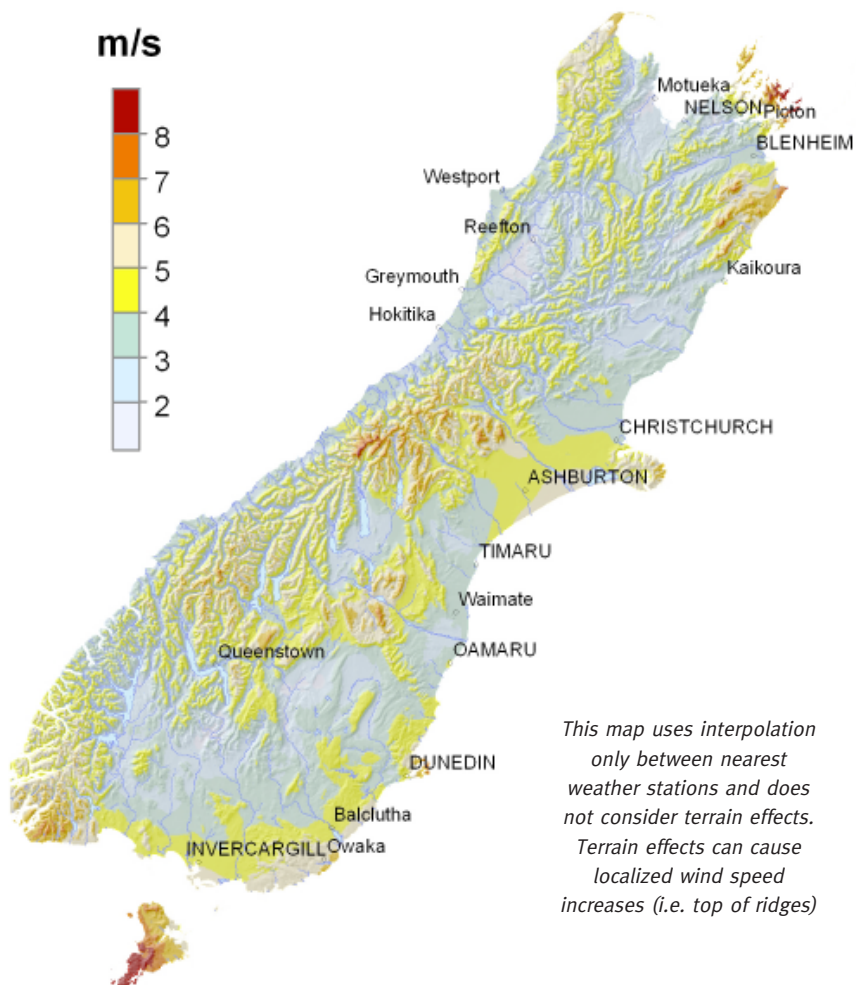 m/s
8
7
6
5
4
3
2
Motueka
NELSON
Picton
BLENHEIM
Westport
Reefton
Kaikoura
Greymouth
Hokitika
CHRISTCHURCH
ASHBURTON
TIMARU
Waimate
Queenstown
OAMARU
DUNEDIN
Balclutha
INVERCARGILL
Owaka
This map uses interpolation
only between nearest
weather stations and does
not consider terrain effects.
Terrain effects can cause
localized wind speed
increases (i.e. top of ridges)